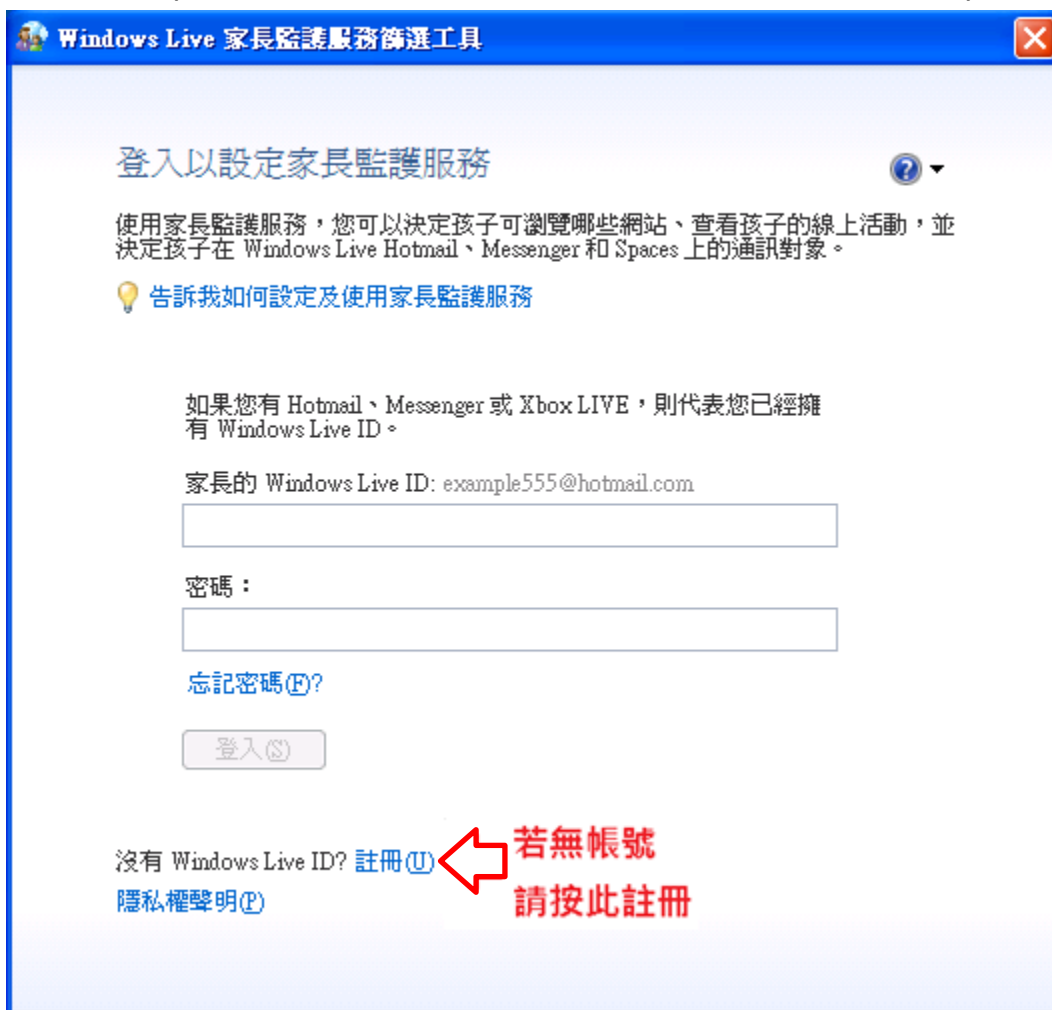 Windows Live 家長監護服務篩選工具
登入以設定家長監護服務
使用家長監護服務，您可以決定孩子可瀏覽哪些網站、查看孩子的線上活動，並
決定孩子在 Windows Live Hotmail、Messenger 和 Spaces 上的通訊對象。
告訴我如何設定及使用家長監護服務
如果您有 Hotmail、Messenger 或 Xbox LIVE，則代表您已經擁
有 Windows Live ID。
家長的 Windows Live ID: example555@hotmail.com
密碼：
忘記密碼(F)?
登入(S)
沒有 Windows Live ID? 註冊(U)
若無帳號
請按此註冊
隱私權聲明(P)